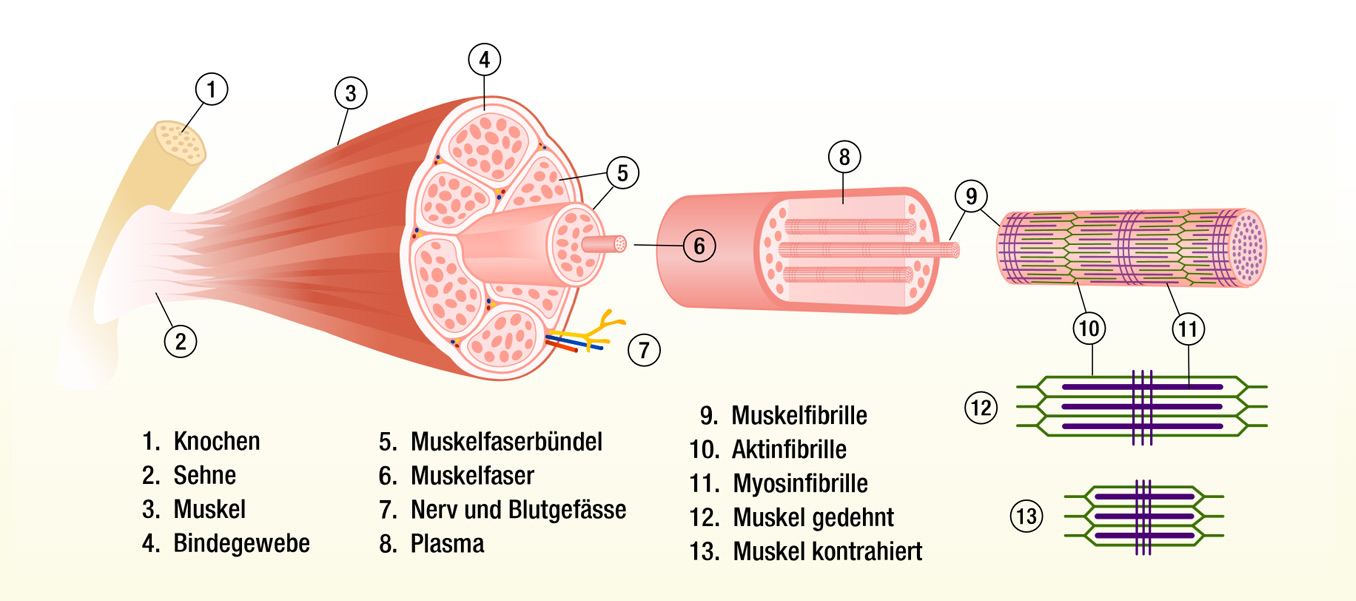 1
2
3
4
5
6
7
8
9
10
11
12
13
1. Knochen
2. Sehne
3. Muskel
4. Bindegewebe
5. Muskelfaserbündel
6. Muskelfaser
7. Nerv und Blutgefässe
8. Plasma
9. Muskelfibrille
10. Aktinfibrille
11. Myosinfibrille
12. Muskel gedehnt
13. Muskel kontrahiert